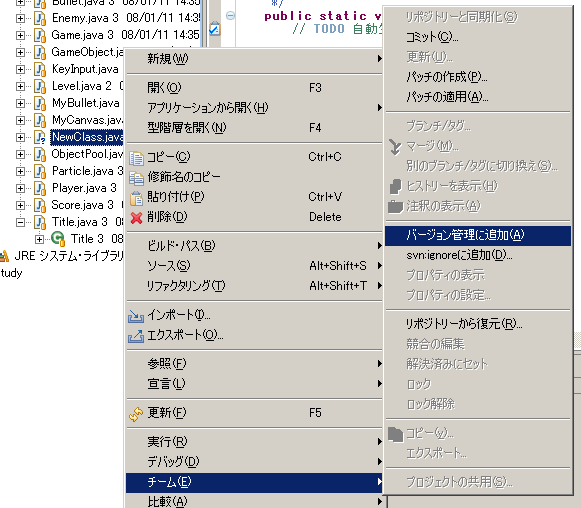 Bullet.java 3 08/01/11 14:35
Enemy.java 3 08/01/11 14:35
Game.java 3 08/01/11 14:35
GameObject.j
KeyInput.java
Level.java 2
MyBullet.java
MyCanvas.java
NewClass.java
ObjectPool.java
Particle.java 3
Player.java 3
Score.java 3
Title.java 3 08
Title 3 08
JRE システム・ライブラリ
tudy
*/
public static v
// TODO 自動生
新規(W)
開く(O) F3
アプリケーションから開く(H)
型階層を開く(N) F4
コピー(C) Ctrl+C
修飾名のコピー
貼り付け(P) Ctrl+V
削除(D) Delete
ビルド・パス(B)
ソース(S) Alt+Shift+S
リファクタリング(T) Alt+Shift+T
インポート(I)...
エクスポート(O)...
参照(F)
宣言(L)
更新(F) F5
実行(R)
デバッグ(D)
チーム(E)
比較(A)
リポジトリーと同期化(S)
コミット(C)...
更新(U)...
パッチの作成(P)...
パッチの適用(A)...
ブランチ/タグ...
マージ(M)...
別のブランチ/タグに切り換え(S)...
ヒストリーを表示(H)
注釈の表示(A)
バージョン管理に追加(A)
svn:ignoreに追加(D)...
プロパティの表示
プロパティの設定...
リポジトリーから復元(R)...
競合の編集
解決済みにセット
ロック
ロック解除
コピー(y)...
エクスポート...
プロジェクトの共用(S)...